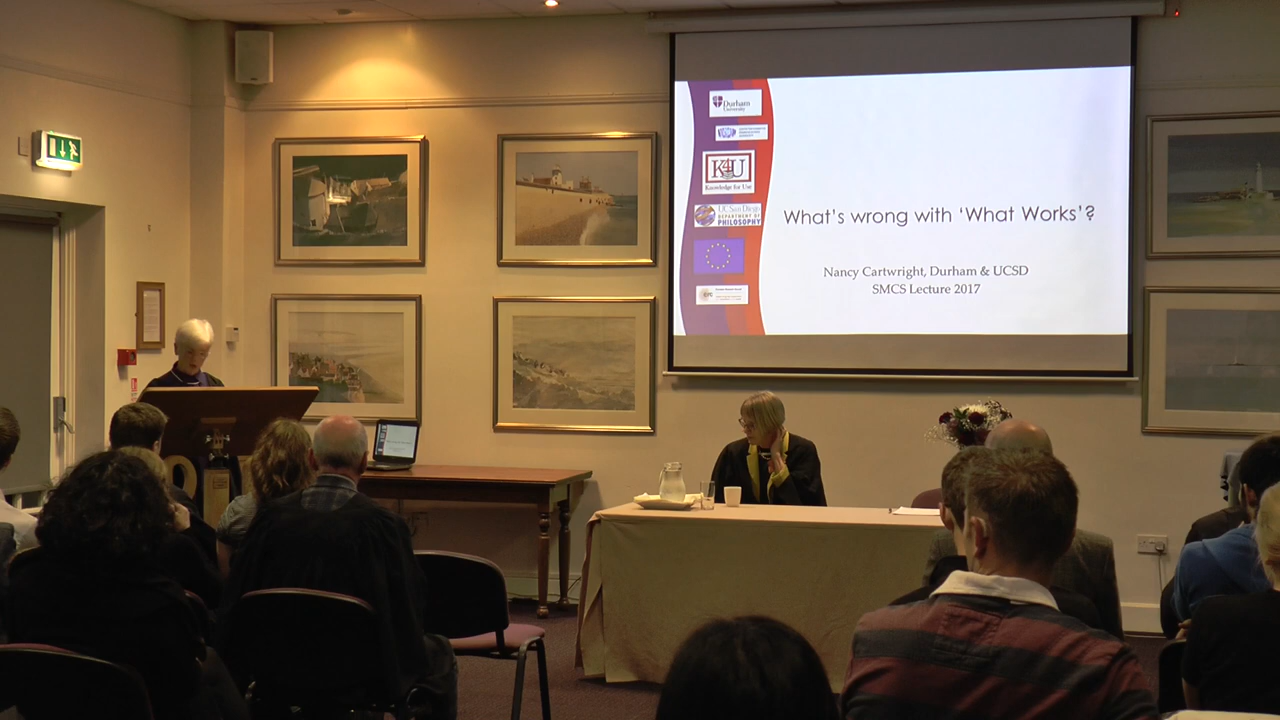 Durham
University
K4U
Knowledge for Use
UC San Diego
DEPARTMENT OF
PHILOSOPHY
erc
What's wrong with 'What Works'?
Nancy Cartwright, Durham & UCSD
SMCS Lecture 2017